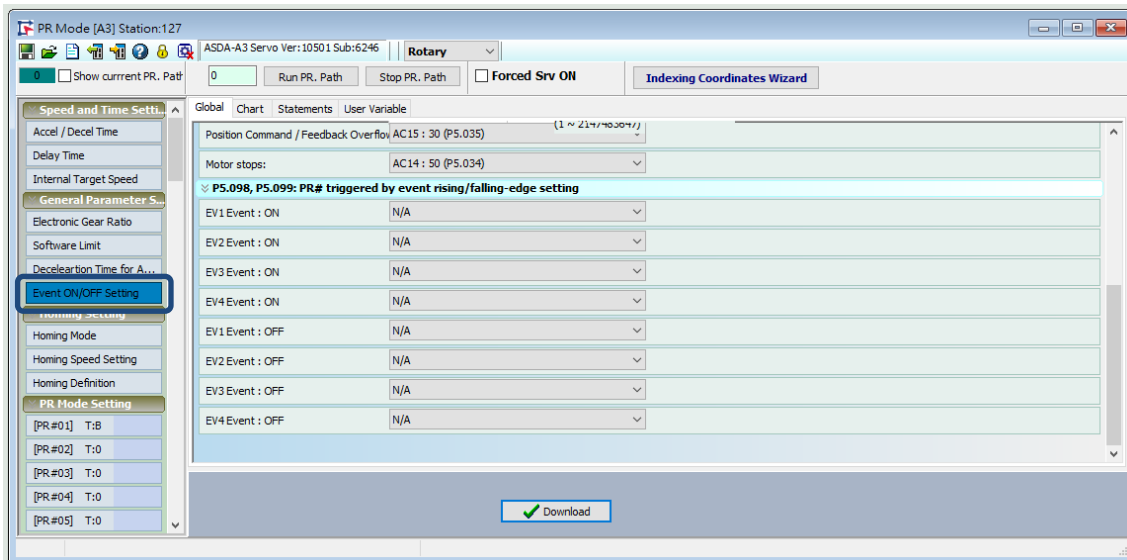 PR Mode [A3] Station:127
ASDA-A3 Servo Ver:10501 Sub:6246
Rotary
0
Show currrent PR. Path
0
Run PR. Path
Stop PR. Path
Forced Srv ON
Indexing Coordinates Wizard
Speed and Time Setti...
Accel / Decel Time
Delay Time
Internal Target Speed
General Parameter S...
Electronic Gear Ratio
Software Limit
Deceleartion Time for A...
Event ON/OFF Setting
Homing Setting
Homing Mode
Homing Speed Setting
Homing Definition
PR Mode Setting
[PR#01] T:B
[PR#02] T:0
[PR#03] T:0
[PR#04] T:0
[PR#05] T:0
Global Chart Statements User Variable
(1 ~ 2147483647)
Position Command / Feedback Overflow AC15 : 30 (P5.035)
Motor stops: AC14 : 50 (P5.034)
P5.098, P5.099: PR# triggered by event rising/falling-edge setting
EV1 Event : ON N/A
EV2 Event : ON N/A
EV3 Event : ON N/A
EV4 Event : ON N/A
EV1 Event : OFF N/A
EV2 Event : OFF N/A
EV3 Event : OFF N/A
EV4 Event : OFF N/A
Download